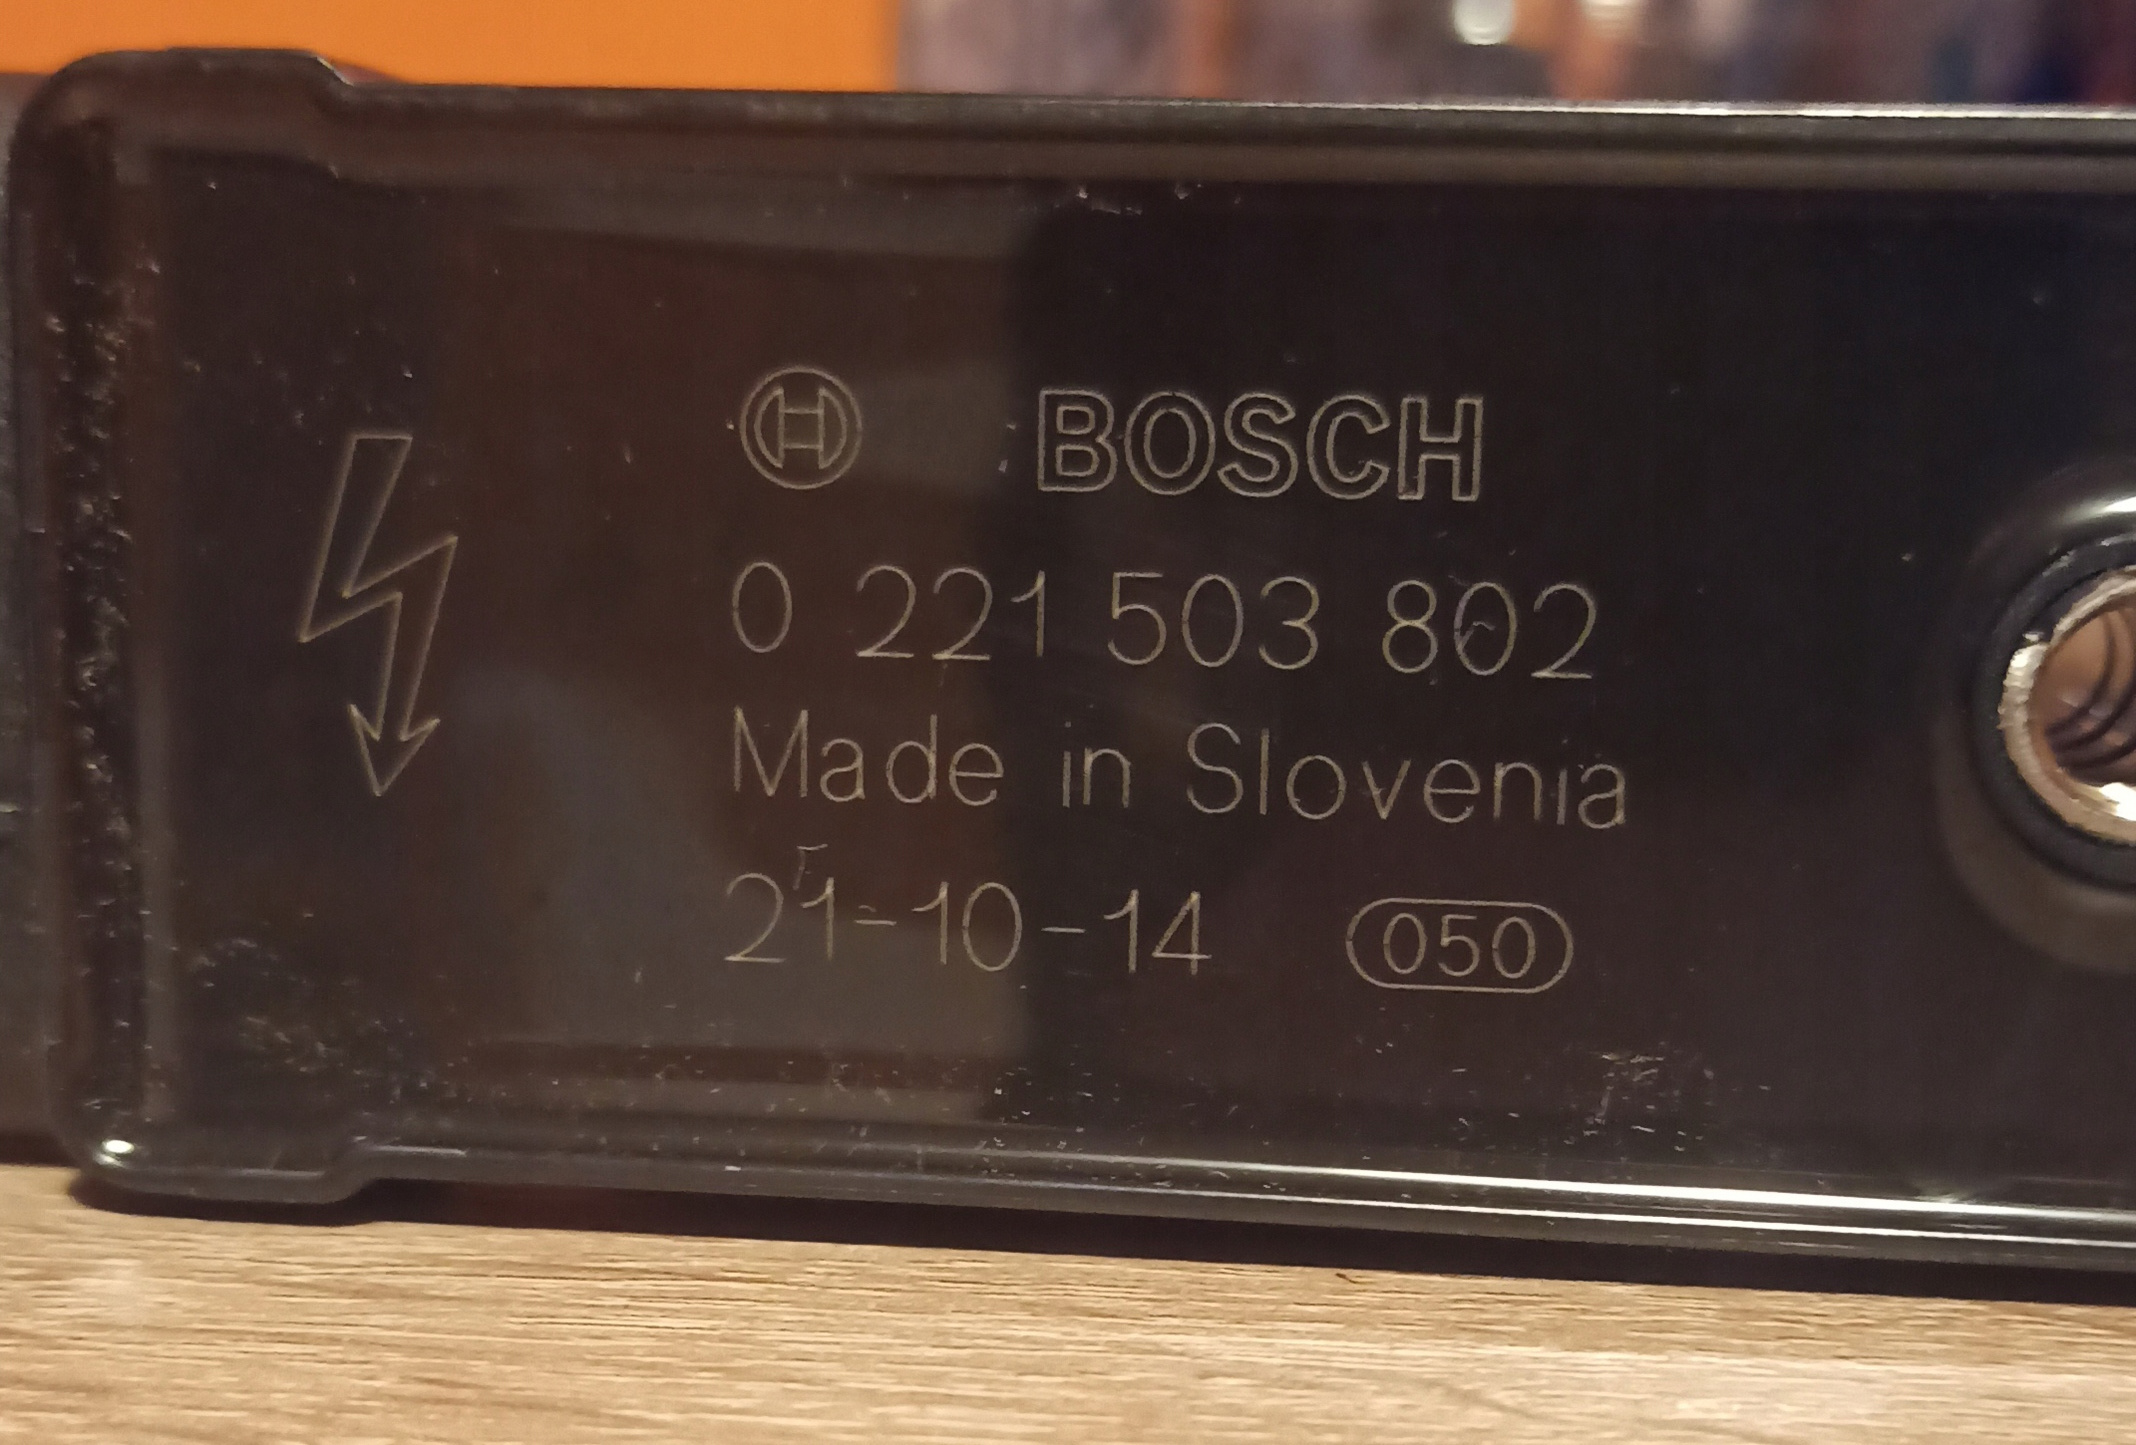 BOSCH
0 221 503 802
Made in Slovenia
21-10-14 050